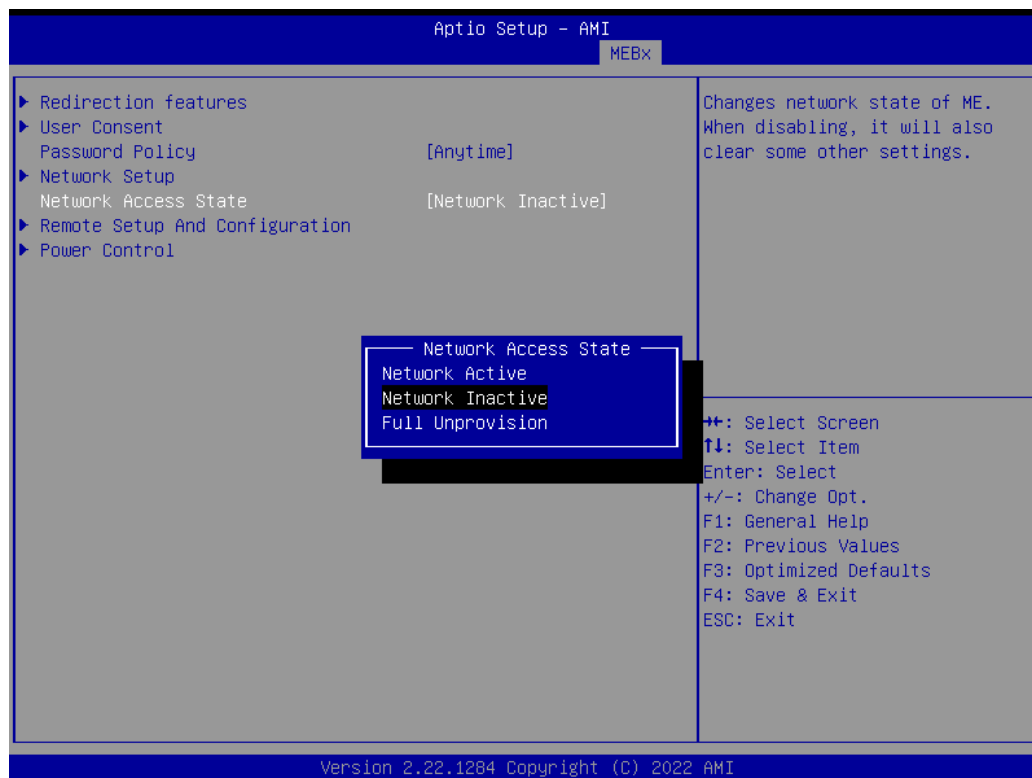 Aptio Setup – AMI
MEBx
Redirection features
User Consent
Password Policy [Anytime]
Network Setup
Network Access State [Network Inactive]
Remote Setup And Configuration
Power Control
Changes network state of ME.
When disabling, it will also
clear some other settings.
Network Access State
Network Active
Network Inactive
Full Unprovision
→←: Select Screen
↑↓: Select Item
Enter: Select
+/-: Change Opt.
F1: General Help
F2: Previous Values
F3: Optimized Defaults
F4: Save & Exit
ESC: Exit
Version 2.22.1284 Copyright (C) 2022 AMI